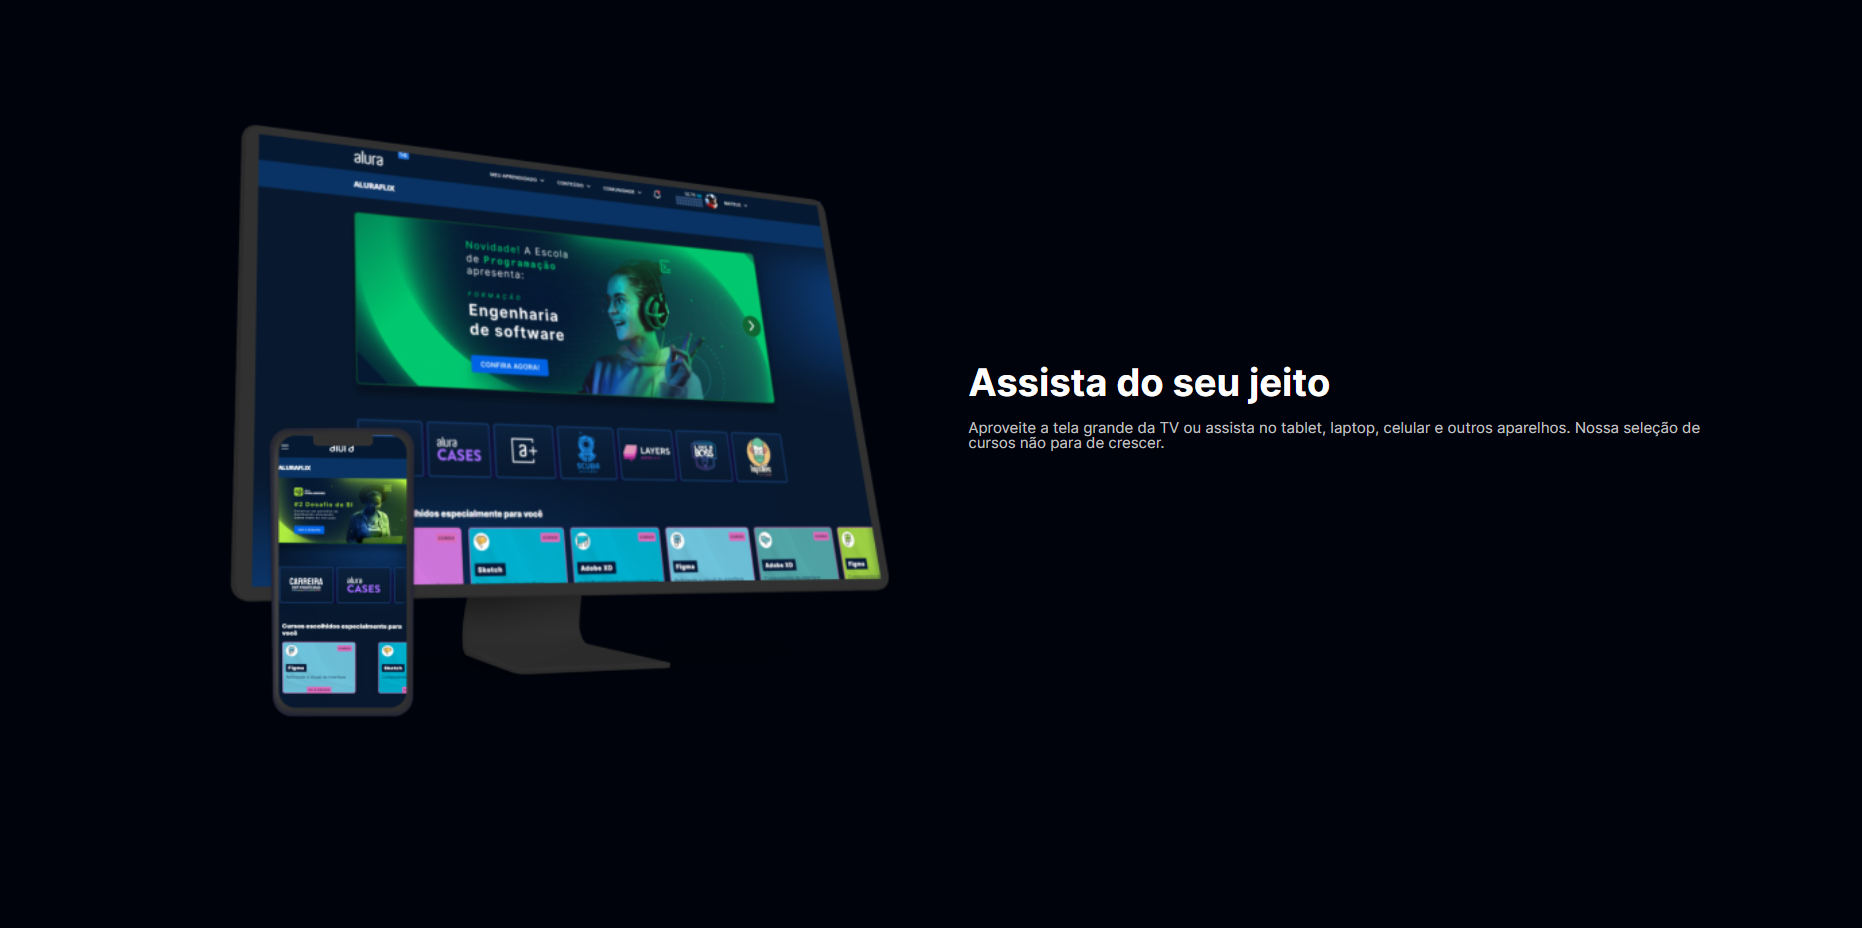 alura
MEU APRENDIZADO
CONTEÚDO
COMUNIDADE
MATEUS
ALURAFLIX
Novidade! A Escola
de Programação
apresenta:
FORMAÇÃO
Engenharia
de software
CONFIRA AGORA!
alura
CASES
a+
SCUBA
LAYERS
hidos especialmente para você
Sketch
Adobe XD
Figma
Adobe XD
Figma
alura
ALURAFLIX
#2 Desafio de BI
CARREIRA
alura
CASES
Cursos escolhidos especialmente para
você
Figma
Sketch
Assista do seu jeito
Aproveite a tela grande da TV ou assista no tablet, laptop, celular e outros aparelhos. Nossa seleção de
cursos não para de crescer.